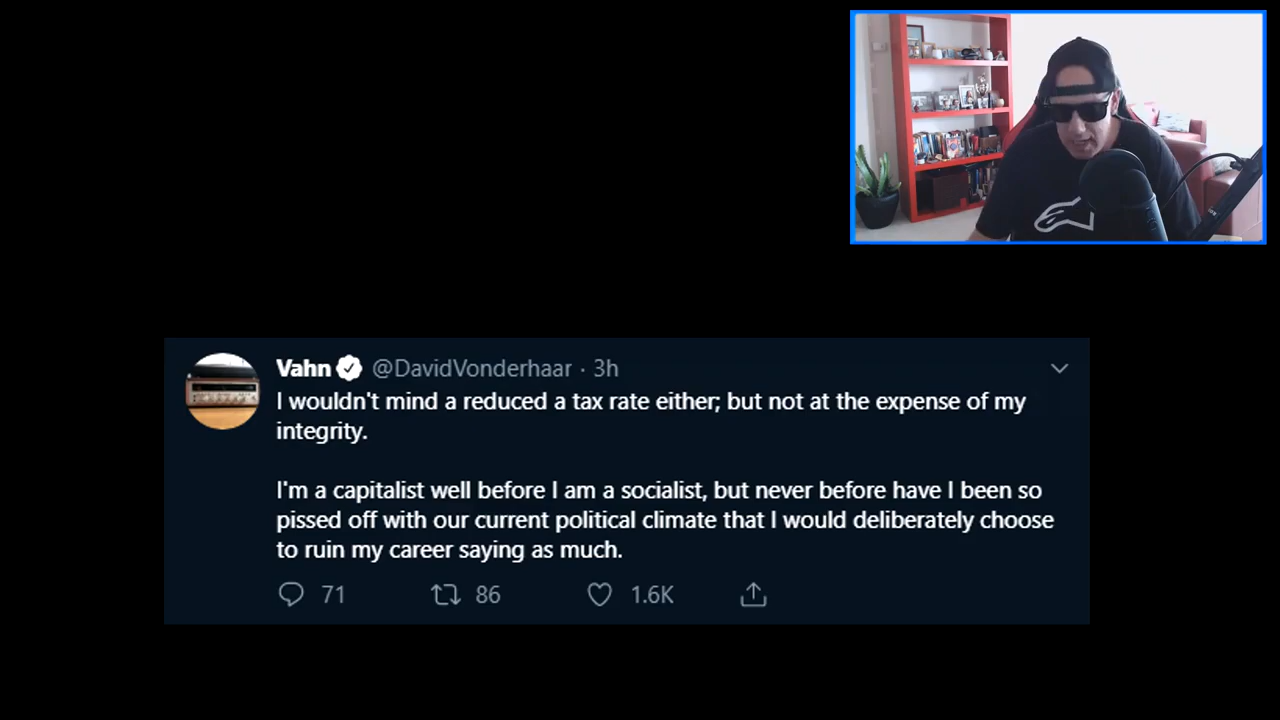 Vahn @DavidVonderhaar · 3h
I wouldn't mind a reduced a tax rate either; but not at the expense of my
integrity.
I'm a capitalist well before I am a socialist, but never before have I been so
pissed off with our current political climate that I would deliberately choose
to ruin my career saying as much.
71 86 1.6K